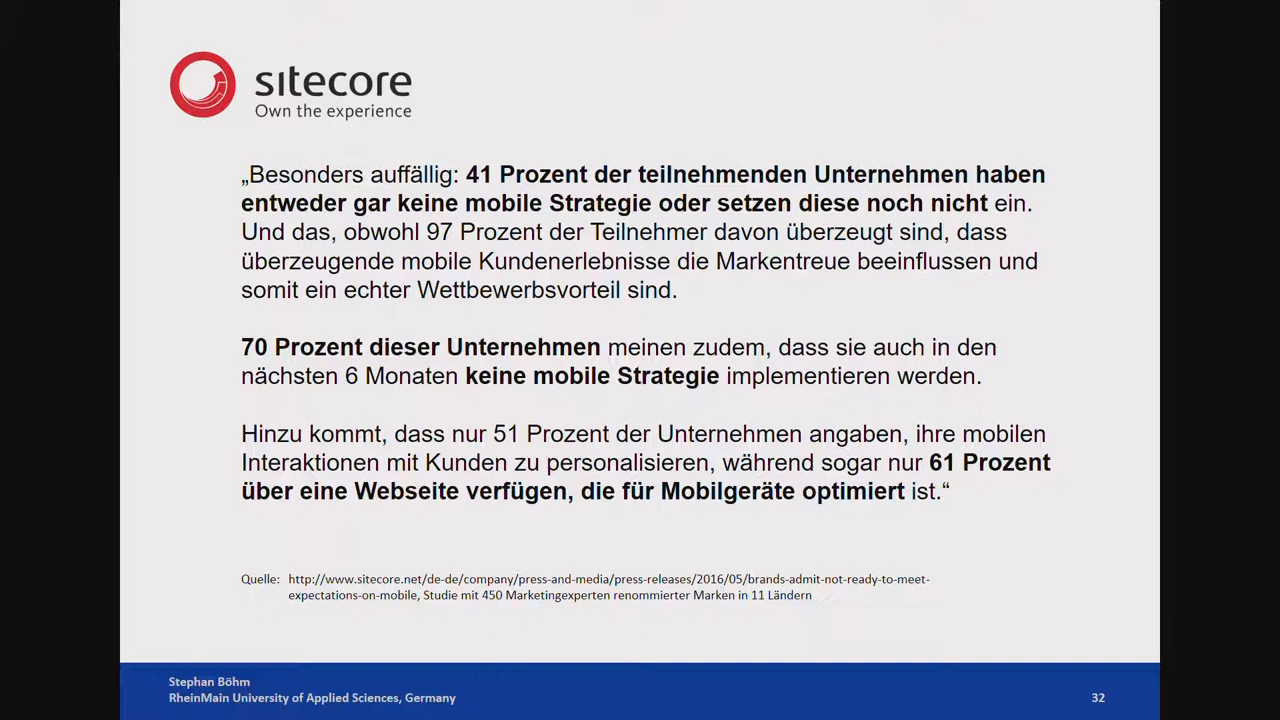 sitecore
Own the experience
„Besonders auffällig: 41 Prozent der teilnehmenden Unternehmen haben
entweder gar keine mobile Strategie oder setzen diese noch nicht ein.
Und das, obwohl 97 Prozent der Teilnehmer davon überzeugt sind, dass
überzeugende mobile Kundenerlebnisse die Markentreue beeinflussen und
somit ein echter Wettbewerbsvorteil sind.
70 Prozent dieser Unternehmen meinen zudem, dass sie auch in den
nächsten 6 Monaten keine mobile Strategie implementieren werden.
Hinzu kommt, dass nur 51 Prozent der Unternehmen angaben, ihre mobilen
Interaktionen mit Kunden zu personalisieren, während sogar nur 61 Prozent
über eine Webseite verfügen, die für Mobilgeräte optimiert ist.“
Quelle: http://www.sitecore.net/de-de/company/press-and-media/press-releases/2016/05/brands-admit-not-ready-to-meet-
expectations-on-mobile, Studie mit 450 Marketingexperten renommierter Marken in 11 Ländern
Stephan Böhm
RheinMain University of Applied Sciences, Germany
32